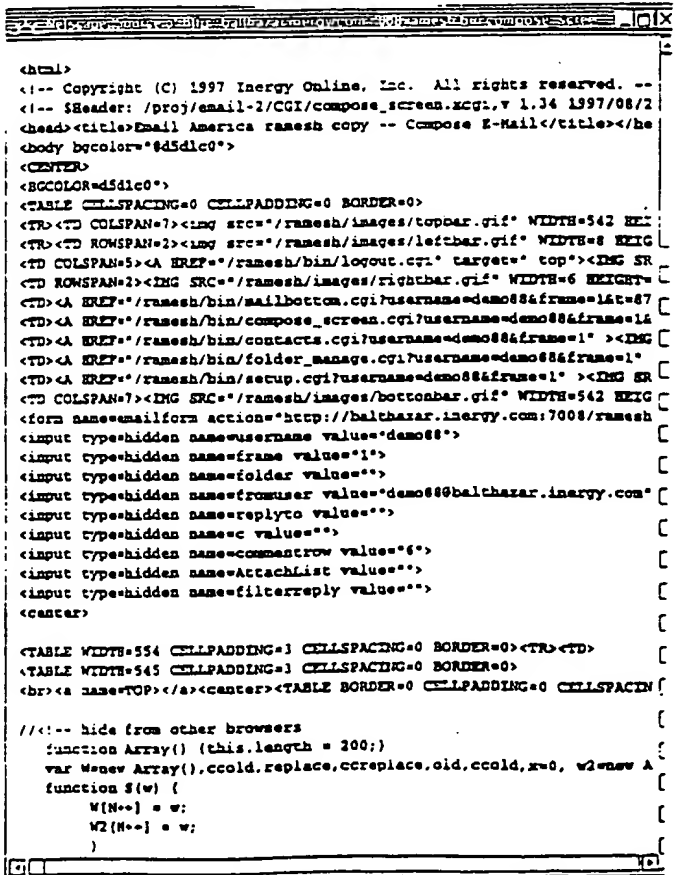 <html>
<!-- Copyright (C) 1997 Inergy Online, Inc. All rights reserved. --
<!-- $Header: /proj/email-2/CGI/compose_screen.xcgi,v 1.34 1997/08/2
<head><title>Email America ramesh copy -- Compose E-Mail</title></he
<body bgcolor="#d5d1c0">
<CENTER>
<BGCOLOR=d5d1c0">
<TABLE CELLSPACING=0 CELLPADDING=0 BORDER=0>
<TR><TD COLSPAN=7><img src="/ramesh/images/topbar.gif" WIDTH=542 HEI
<TR><TD ROWSPAN=2><img src="/ramesh/images/leftbar.gif" WIDTH=8 HEIG
<TD COLSPAN=5><A HREF="/ramesh/bin/logout.cgi" target="_top"><IMG SR
<TD ROWSPAN=2><IMG SRC="/ramesh/images/rightbar.gif" WIDTH=6 HEIGHT=
<TD><A HREF="/ramesh/bin/mailbottom.cgi?username=demo88&frame=1&t=87
<TD><A HREF="/ramesh/bin/compose_screen.cgi?username=demo88&frame=1&
<TD><A HREF="/ramesh/bin/contacts.cgi?username=demo88&frame=1" ><IMG
<TD><A HREF="/ramesh/bin/folder_manage.cgi?username=demo88&frame=1"
<TD><A HREF="/ramesh/bin/setup.cgi?username=demo88&frame=1" ><IMG SR
<TD COLSPAN=7><IMG SRC="/ramesh/images/bottombar.gif" WIDTH=542 HEIG
<form name=emailform action="http://balthazar.inergy.com:7008/ramesh
<input type=hidden name=username value="demo88">
<input type=hidden name=frame value="1">
<input type=hidden name=folder value="">
<input type=hidden name=fromuser value="demo88@balthazar.inergy.com"
<input type=hidden name=replyto value="">
<input type=hidden name=c value="">
<input type=hidden name=commentrow value="6">
<input type=hidden name=AttachList value="">
<input type=hidden name=filterreply value="">
<center>
<TABLE WIDTH=554 CELLPADDING=3 CELLSPACING=0 BORDER=0><TR><TD>
<TABLE WIDTH=545 CELLPADDING=3 CELLSPACING=0 BORDER=0>
<br><a name=TOP></a><center><TABLE BORDER=0 CELLPADDING=0 CELLSPACIN
//<!-- hide from other browsers
function Array() {this.length = 200;}
var W=new Array(),ccold,replace,ccreplace,oid,ccold,x=0, w2=new A
function S(w) {
W[N++] = w;
W2[N++] = w;
}